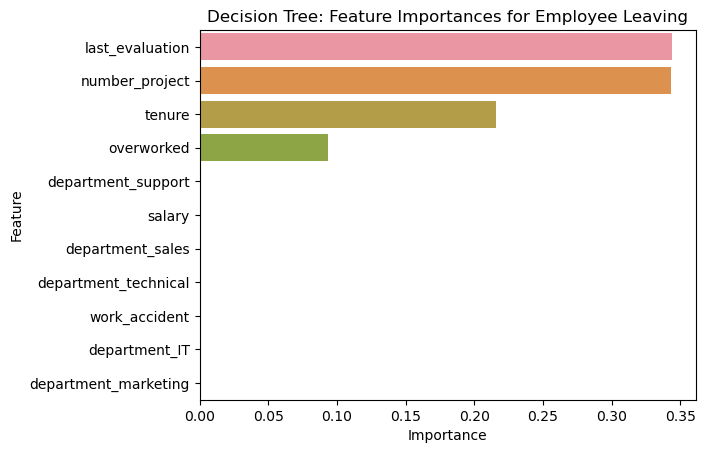 Decision Tree: Feature Importances for Employee Leaving
last_evaluation
number_project
tenure
overworked
department_support
salary
department_sales
department_technical
work_accident
department_IT
department_marketing
Feature
0.00 0.05 0.10 0.15 0.20 0.25 0.30 0.35
Importance